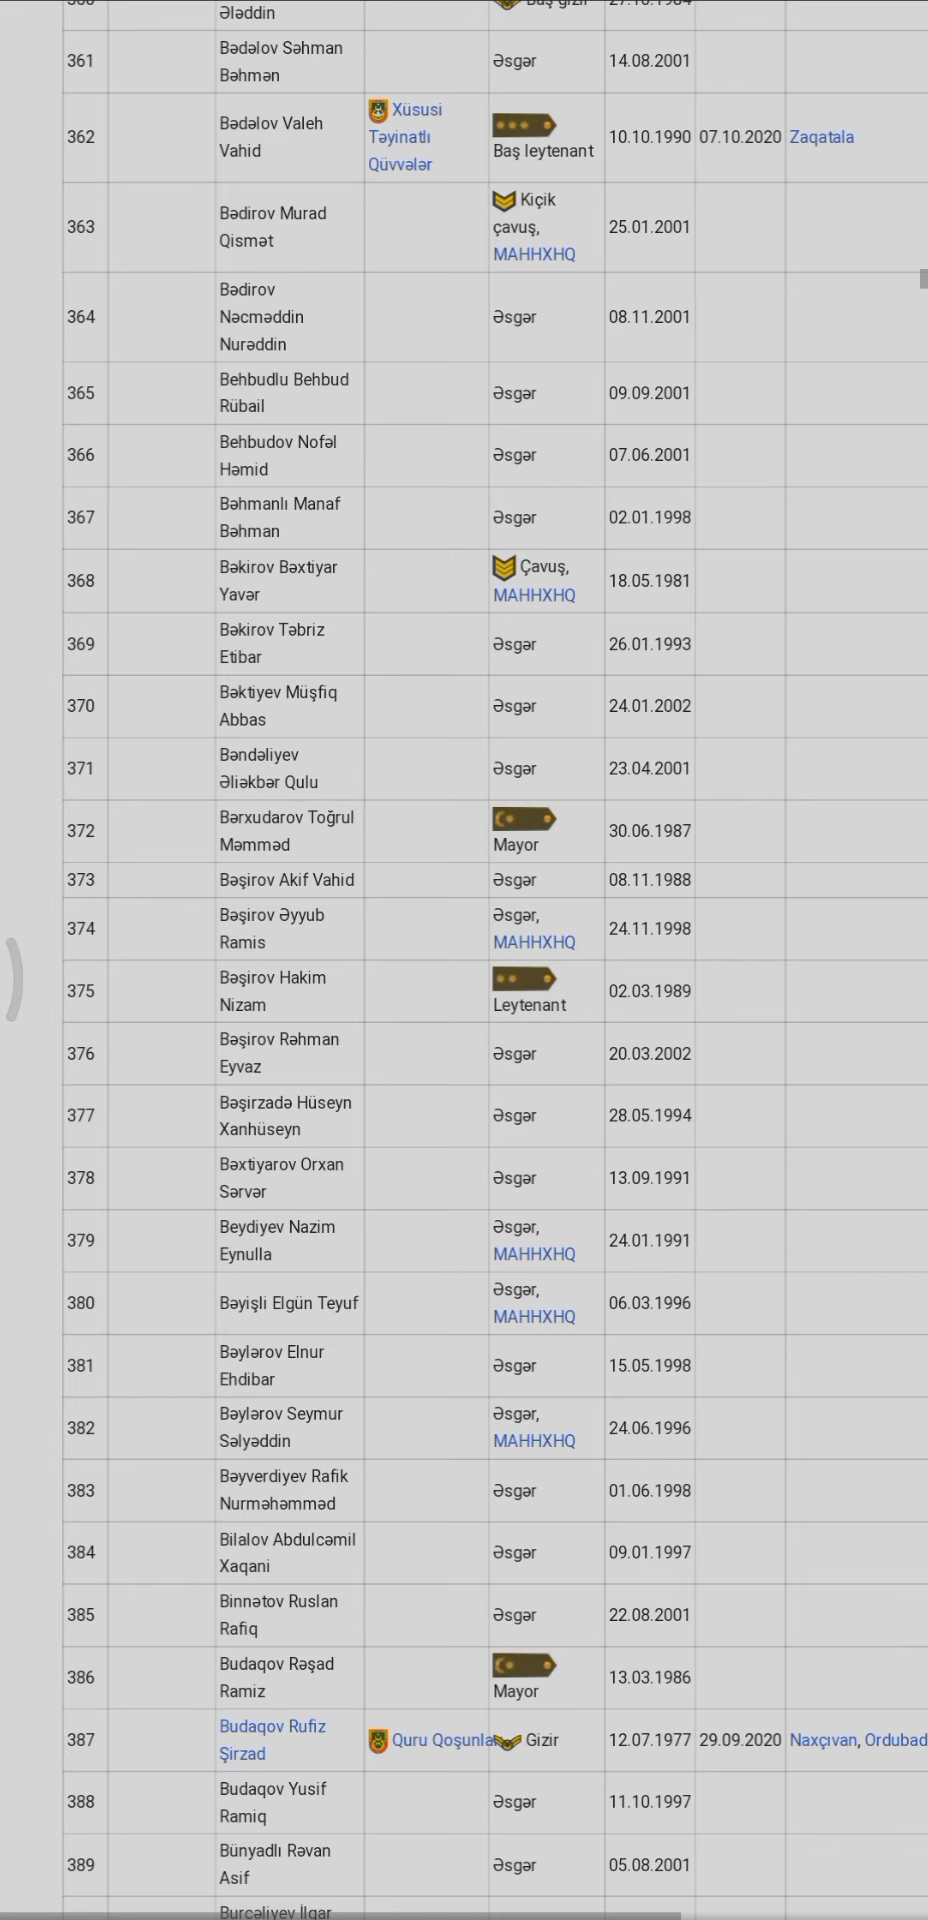 Ələddin
361
Bədəlov Səhman
Bəhmən
Əsgər
14.08.2001
362
Bədəlov Valeh
Vahid
Xüsusi
Təyinatlı
Qüvvələr
Baş leytenant
10.10.1990
07.10.2020
Zaqatala
363
Bədirov Murad
Qismət
Kiçik
çavuş,
MAHHXHQ
25.01.2001
364
Bədirov
Nəcməddin
Nurəddin
Əsgər
08.11.2001
365
Behbudlu Behbud
Rübail
Əsgər
09.09.2001
366
Behbudov Nofəl
Həmid
Əsgər
07.06.2001
367
Bəhmanlı Manaf
Bəhman
Əsgər
02.01.1998
368
Bəkirov Bəxtiyar
Yavər
Çavuş,
MAHHXHQ
18.05.1981
369
Bəkirov Təbriz
Etibar
Əsgər
26.01.1993
370
Bəktiyev Müşfiq
Abbas
Əsgər
24.01.2002
371
Bəndəliyev
Əliəkbər Qulu
Əsgər
23.04.2001
372
Bərxudarov Toğrul
Məmməd
Mayor
30.06.1987
373
Bəşirov Akif Vahid
Əsgər
08.11.1988
374
Bəşirov Əyyub
Ramis
Əsgər,
MAHHXHQ
24.11.1998
375
Bəşirov Hakim
Nizam
Leytenant
02.03.1989
376
Bəşirov Rəhman
Eyvaz
Əsgər
20.03.2002
377
Bəşirzadə Hüseyn
Xanhüseyn
Əsgər
28.05.1994
378
Bəxtiyarov Orxan
Sərvər
Əsgər
13.09.1991
379
Beydiyev Nazim
Eynulla
Əsgər,
MAHHXHQ
24.01.1991
380
Bəyişli Elgün Teyuf
Əsgər,
MAHHXHQ
06.03.1996
381
Bəylərov Elnur
Ehdibar
Əsgər
15.05.1998
382
Bəylərov Seymur
Səlyəddin
Əsgər,
MAHHXHQ
24.06.1996
383
Bəyverdiyev Rafik
Nurməhəmməd
Əsgər
01.06.1998
384
Bilalov Abdulcəmil
Xaqani
Əsgər
09.01.1997
385
Binnətov Ruslan
Rafiq
Əsgər
22.08.2001
386
Budaqov Rəşad
Ramiz
Mayor
13.03.1986
387
Budaqov Rufiz
Şirzad
Quru Qoşunla
Gizir
12.07.1977
29.09.2020
Naxçıvan, Ordubad
388
Budaqov Yusif
Ramiq
Əsgər
11.10.1997
389
Bünyadlı Rəvan
Asif
Əsgər
05.08.2001
Burcəliyev İlqar